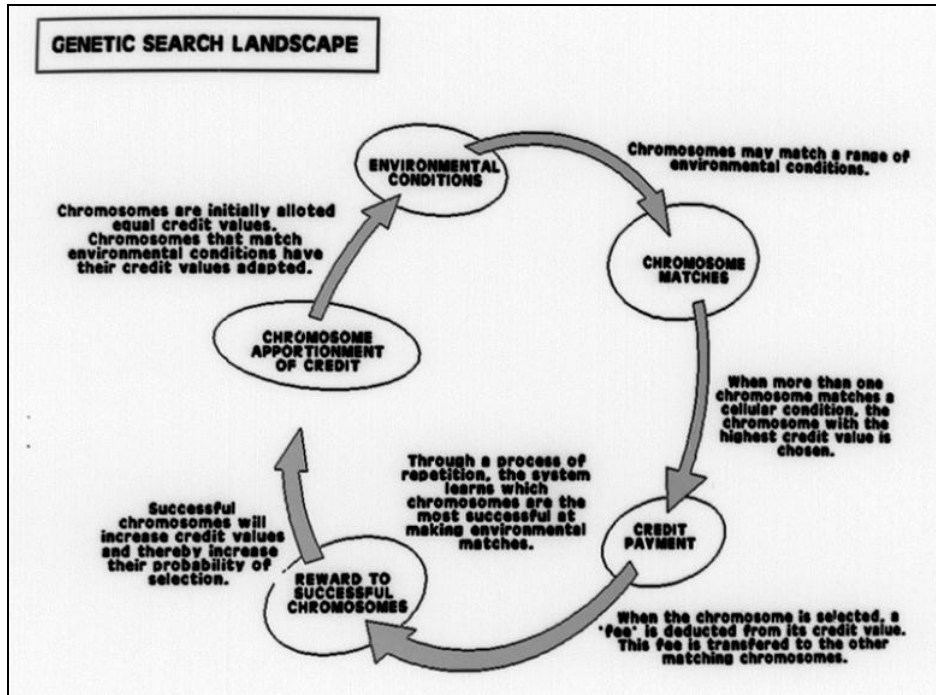 GENETIC SEARCH LANDSCAPE
ENVIRONMENTAL
CONDITIONS
Chromosomes may match a range of
environmental conditions.
CHROMOSOME
MATCHES
When more than one
chromosome matches a
cellular condition, the
chromosome with the
highest credit value is
chosen.
CREDIT
PAYMENT
When the chromosome is selected, a
'fee' is deducted from its credit value.
This fee is transfered to the other
matching chromosomes.
REWARD TO
SUCCESSFUL
CHROMOSOMES
Successful
chromosomes will
increase credit values
and thereby increase
their probability of
selection.
CHROMOSOME
APPORTIONMENT
OF CREDIT
Chromosomes are initially alloted
equal credit values.
Chromosomes that match
environmental conditions have
their credit values adapted.
Through a process of
repetition, the system
learns which
chromosomes are the
most successful at
making environmental
matches.